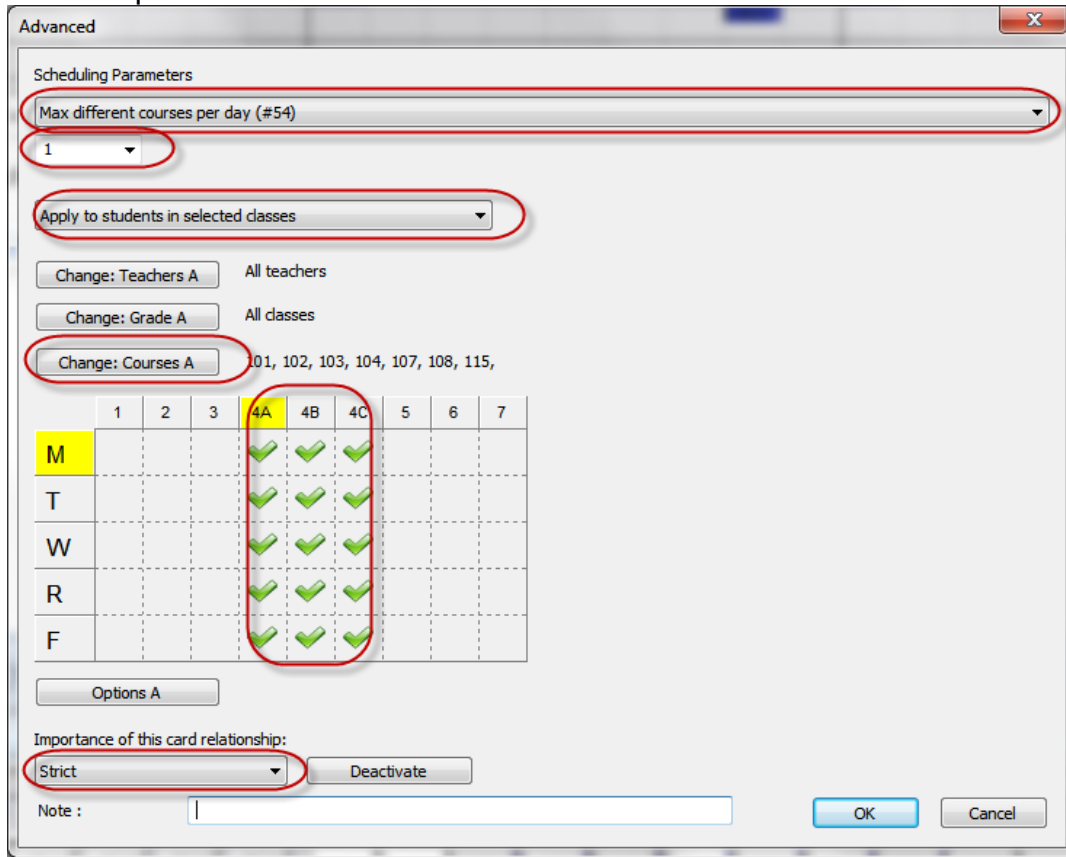 Advanced
Scheduling Parameters
Max different courses per day (#54)
1
Apply to students in selected classes
Change: Teachers A All teachers
Change: Grade A All classes
Change: Courses A 101, 102, 103, 104, 107, 108, 115,
1 2 3 4A 4B 4C 5 6 7
M
T
W
R
F
Options A
Importance of this card relationship:
Strict Deactivate
Note : OK Cancel